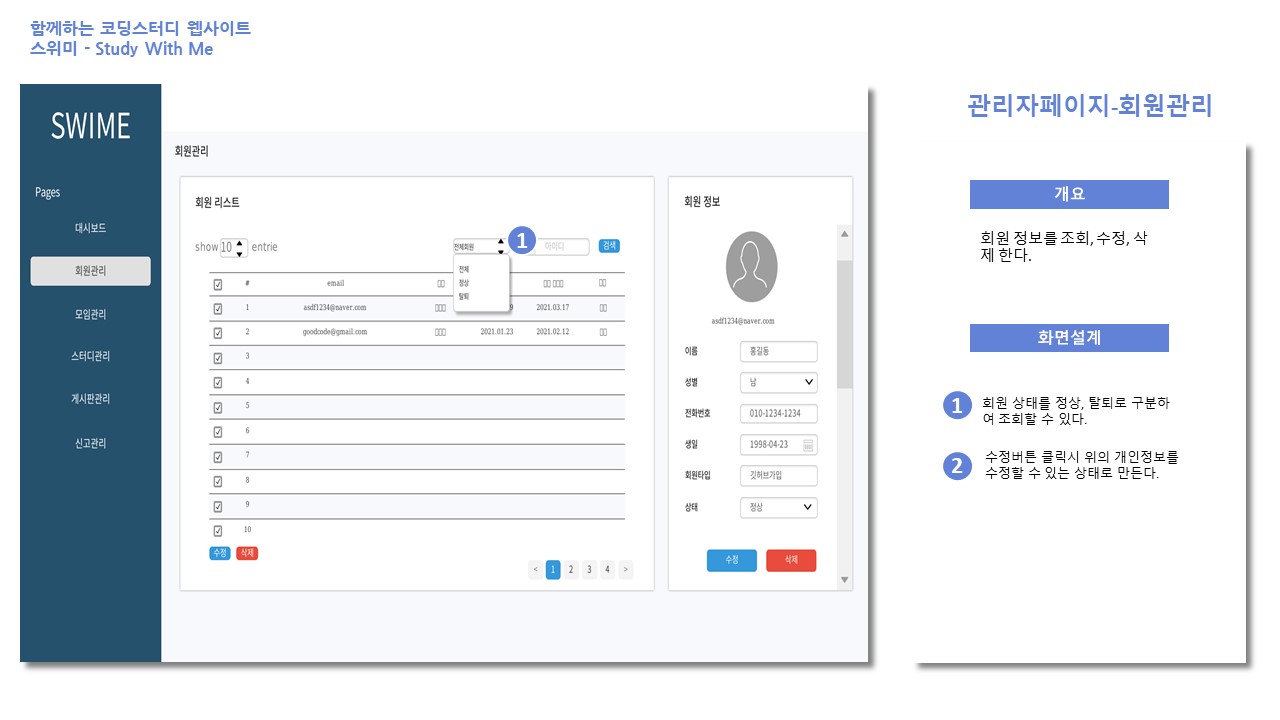 함께하는 코딩스터디 웹사이트
스위미 - Study With Me
SWIME
Pages
대시보드
회원관리
모임관리
스터디관리
게시판관리
신고관리
회원관리
회원 리스트
show 10 entrie
전체회원
1
아이디
검색
전체
정상
탈퇴
# email
1 asdf1234@naver.com 9 2021.03.17
2 goodcode@gmail.com 2021.01.23 2021.02.12
3
4
5
6
7
8
9
10
수정 삭제
< 1 2 3 4 >
회원 정보
asdf1234@naver.com
이름 홍길동
성별 남
전화번호 010-1234-1234
생일 1998-04-23
회원타입 깃허브가입
상태 정상
수정 삭제
관리자페이지-회원관리
개요
회원 정보를 조회, 수정, 삭
제 한다.
화면설계
1 회원 상태를 정상, 탈퇴로 구분하
여 조회할 수 있다.
2 수정버튼 클릭시 위의 개인정보를
수정할 수 있는 상태로 만든다.